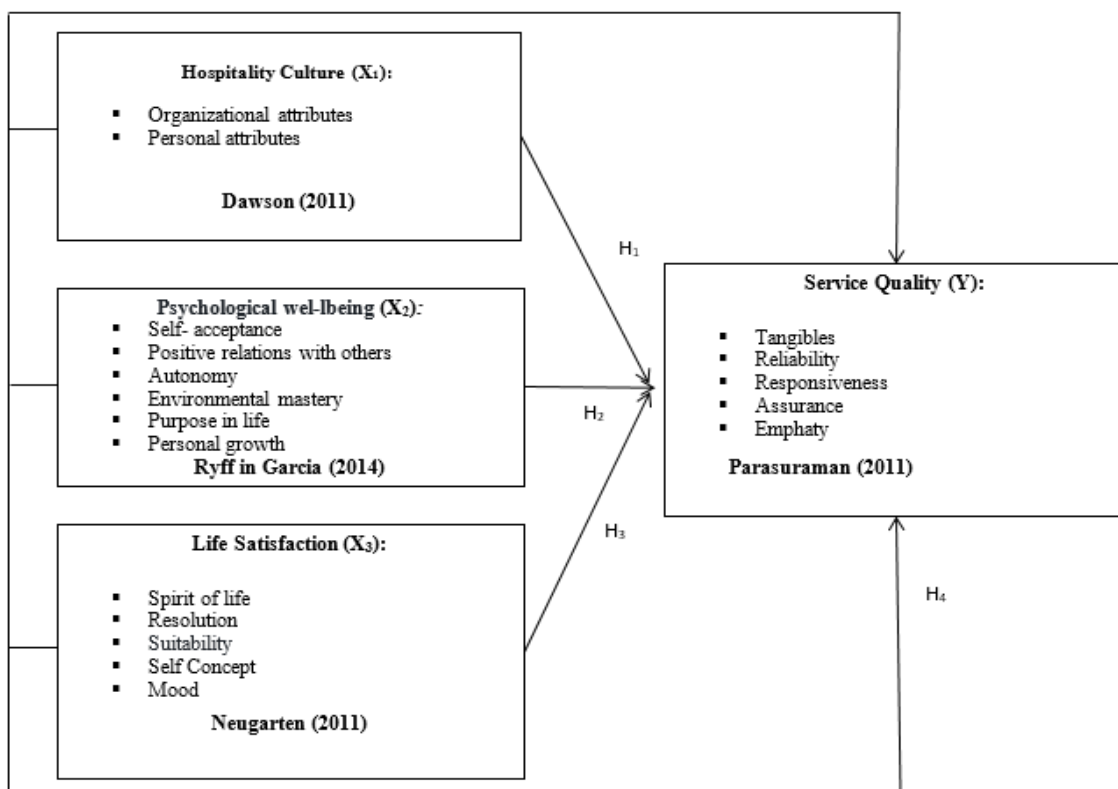 Hospitality Culture (X₁):
▪ Organizational attributes
▪ Personal attributes
Dawson (2011)
H₁
Psychological wel-lbeing (X₂):
▪ Self- acceptance
▪ Positive relations with others
▪ Autonomy
▪ Environmental mastery
▪ Purpose in life
▪ Personal growth
Ryff in Garcia (2014)
H₂
Life Satisfaction (X₃):
▪ Spirit of life
▪ Resolution
▪ Suitability
▪ Self Concept
▪ Mood
Neugarten (2011)
H₃
Service Quality (Y):
▪ Tangibles
▪ Reliability
▪ Responsiveness
▪ Assurance
▪ Emphaty
Parasuraman (2011)
H₄